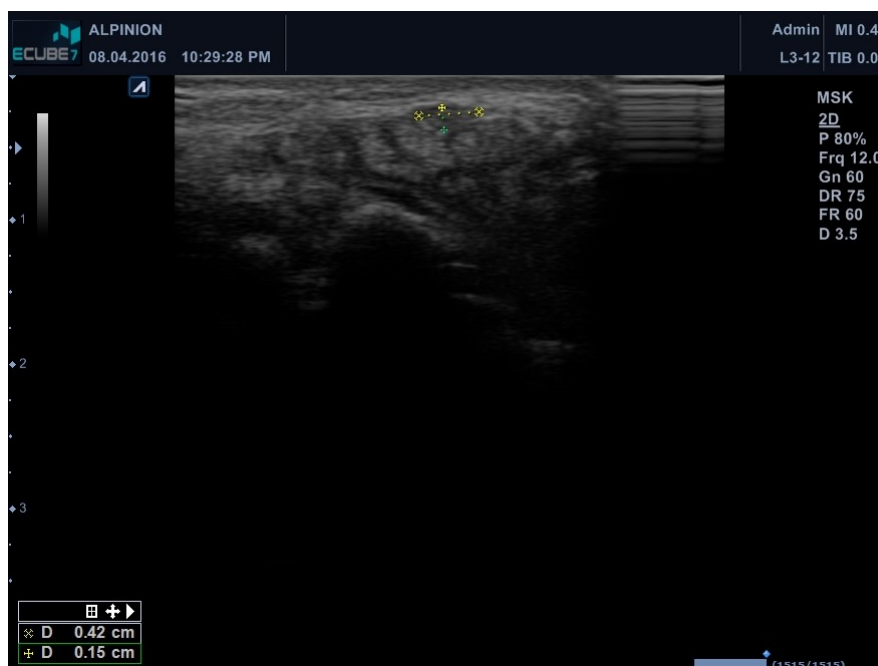 ECUBE7
ALPINION
08.04.2016 10:29:28 PM
Admin MI 0.4
L3-12 TIB 0.0
MSK
2D
P 80%
Frq 12.0
Gn 60
DR 75
FR 60
D 3.5
1
2
3
D 0.42 cm
D 0.15 cm
(1515/1515)